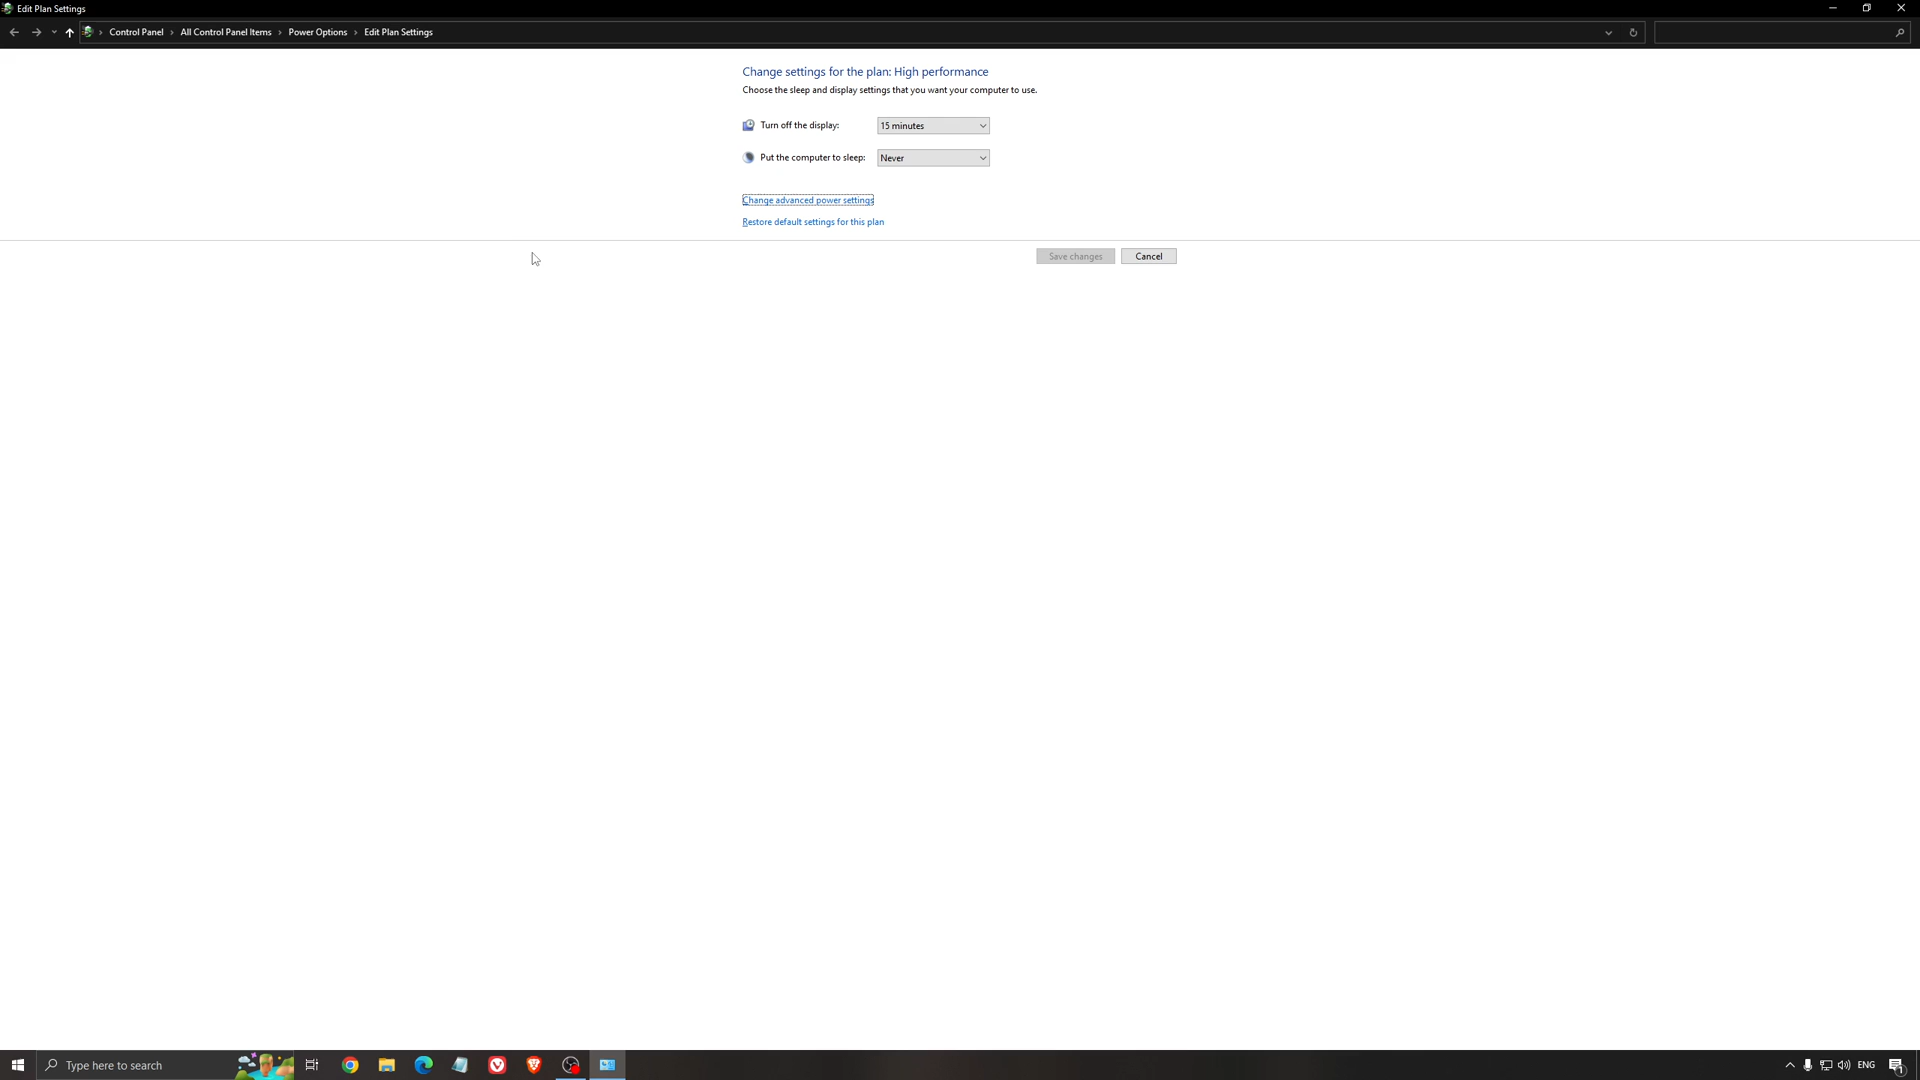 Edit Plan Settings
Control Panel
All Control Panel Items
Power Options
Edit Plan Settings
Change settings for the plan: High performance
Choose the sleep and display settings that you want your computer to use.
Turn off the display:
15 minutes
Put the computer to sleep:
Never
Change advanced power settings
Restore default settings for this plan
Save changes
Cancel
Type here to search
ENG
1